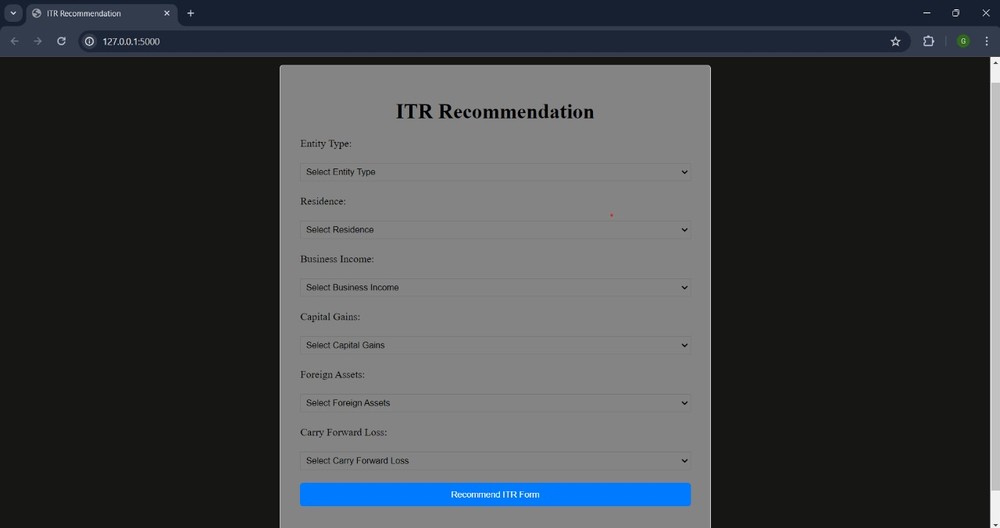 ITR Recommendation
127.0.0.1:5000
G
ITR Recommendation
Entity Type:
Select Entity Type
Residence:
Select Residence
Business Income:
Select Business Income
Capital Gains:
Select Capital Gains
Foreign Assets:
Select Foreign Assets
Carry Forward Loss:
Select Carry Forward Loss
Recommend ITR Form